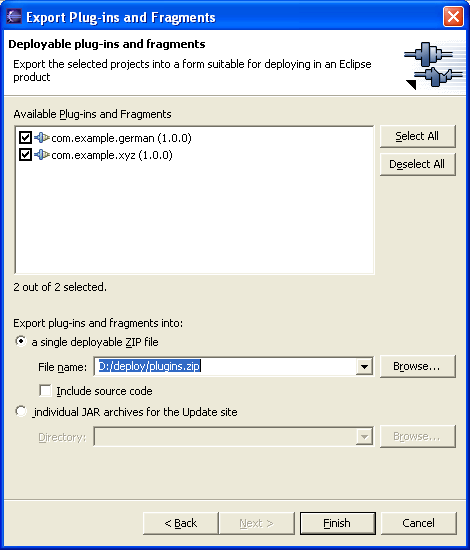 Export Plug-ins and Fragments
Deployable plug-ins and fragments
Export the selected projects into a form suitable for deploying in an Eclipse
product
Available Plug-ins and Fragments
com.example.german (1.0.0)
com.example.xyz (1.0.0)
Select All
Deselect All
2 out of 2 selected.
Export plug-ins and fragments into:
a single deployable ZIP file
File name: D:/deploy/plugins.zip Browse...
Include source code
individual JAR archives for the Update site
Directory: Browse...
< Back Next > Finish Cancel